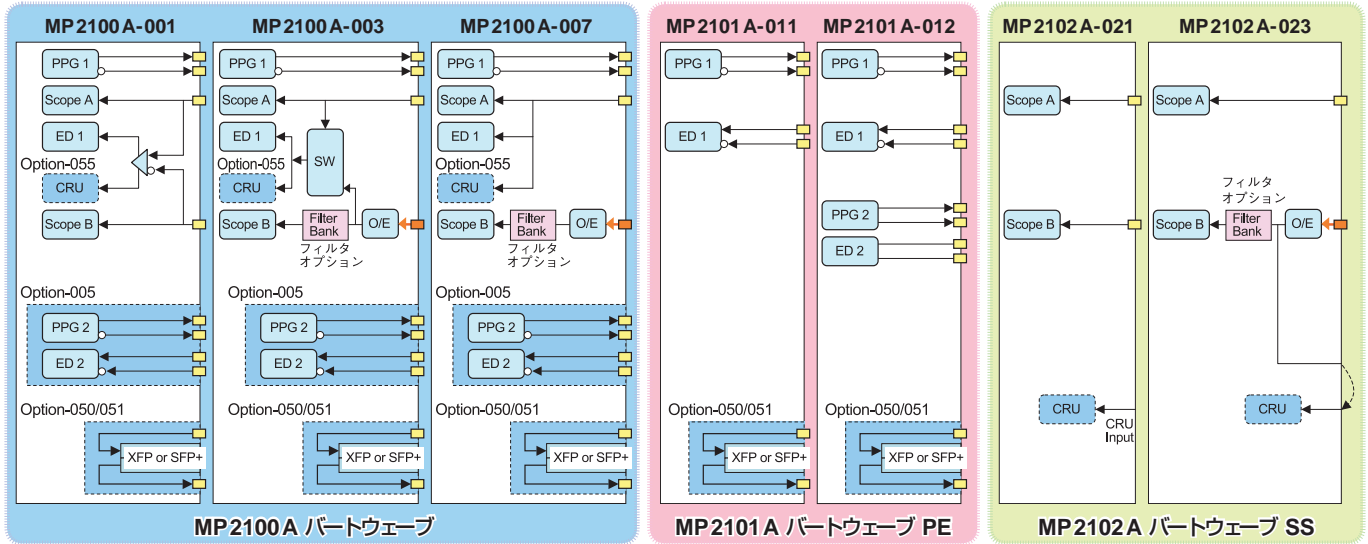 MP2100A-001
PPG 1
Scope A
ED 1
Option-055
CRU
Scope B
Option-005
PPG 2
ED 2
Option-050/051
XFP or SFP+
MP2100A-003
PPG 1
Scope A
ED 1
SW
Option-055
CRU
Scope B
Filter
Bank
O/E
フィルタ
オプション
Option-005
PPG 2
ED 2
Option-050/051
XFP or SFP+
MP2100A-007
PPG 1
Scope A
ED 1
Option-055
CRU
Scope B
Filter
Bank
O/E
フィルタ
オプション
Option-005
PPG 2
ED 2
Option-050/051
XFP or SFP+
MP2100A バートウェーブ
MP2101A-011
PPG 1
ED 1
Option-050/051
XFP or SFP+
MP2101A-012
PPG 1
ED 1
PPG 2
ED 2
Option-050/051
XFP or SFP+
MP2101A バートウェーブ PE
MP2102A-021
Scope A
Scope B
CRU
CRU
Input
MP2102A-023
Scope A
フィルタ
オプション
Scope B
Filter
Bank
O/E
CRU
MP2102A バートウェーブ SS